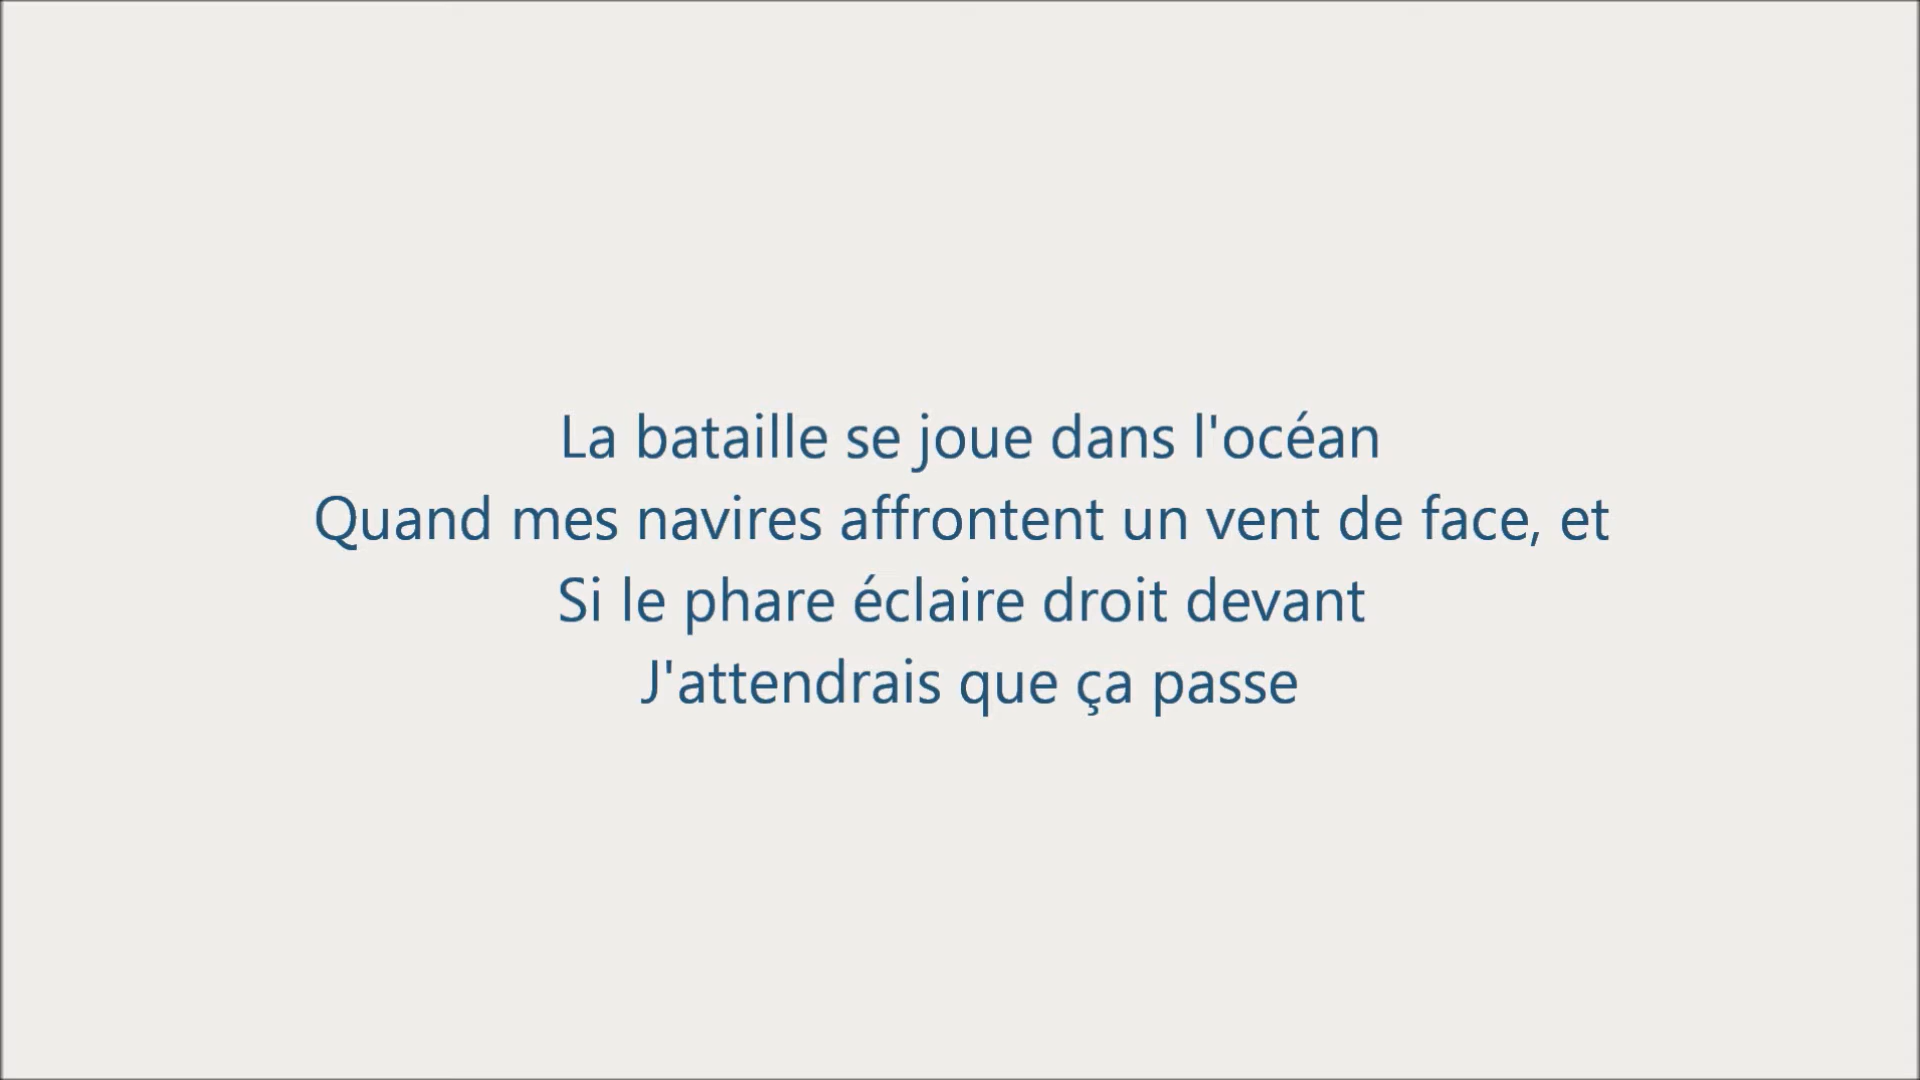 La bataille se joue dans l'océan
Quand mes navires affrontent un vent de face, et
Si le phare éclaire droit devant
J'attendrais que ça passe